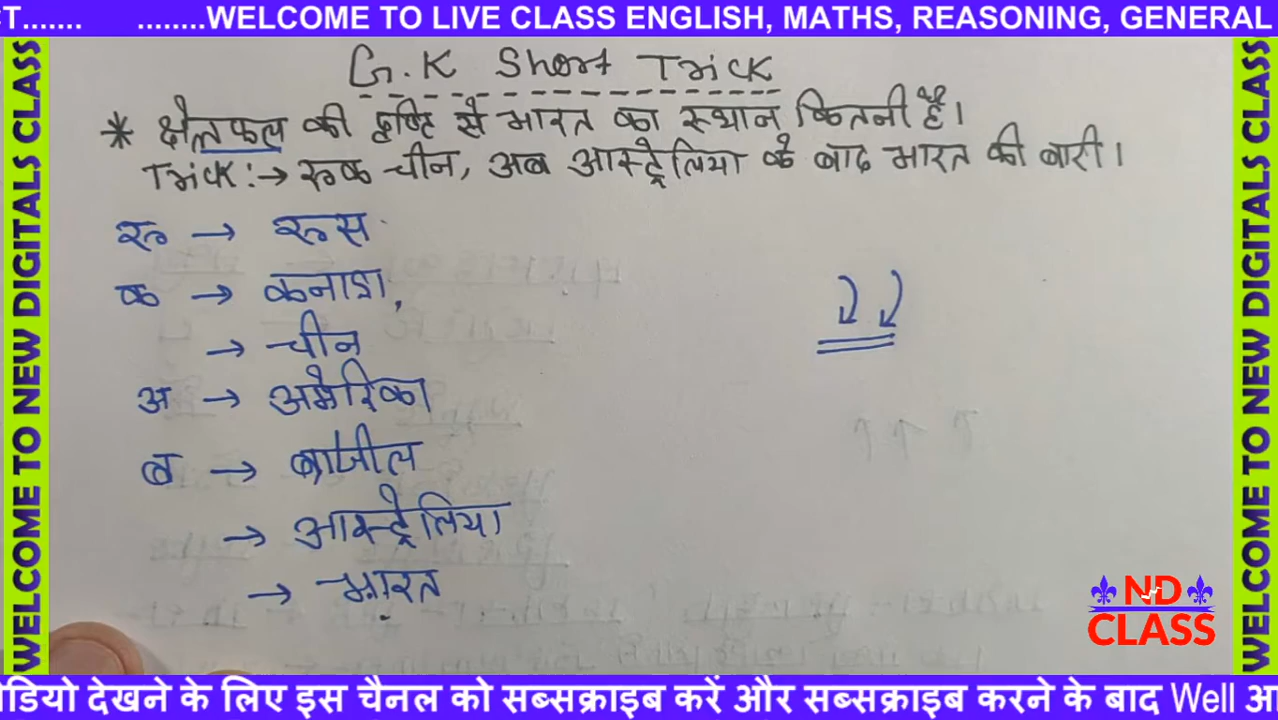 CT....... ........WELCOME TO LIVE CLASS ENGLISH, MATHS, REASONING, GENERAL
WELCOME TO NEW DIGITALS CLASS
G.K Short Trick
* क्षेत्रफल की दृष्टि से भारत का स्थान कितनी है।
Trick:→ रूक चीन, अब आस्ट्रेलिया के बाद भारत की बारी।
रू → रूस
क → कनाडा,
→ चीन
अ → अमेरिका
ब → ब्राजील
→ आस्ट्रेलिया
→ भारत
ND
CLASS
WELCOME TO NEW DIGITALS CLASS
ीडियो देखने के लिए इस चैनल को सब्सक्राइब करें और सब्सक्राइब करने के बाद Well आ